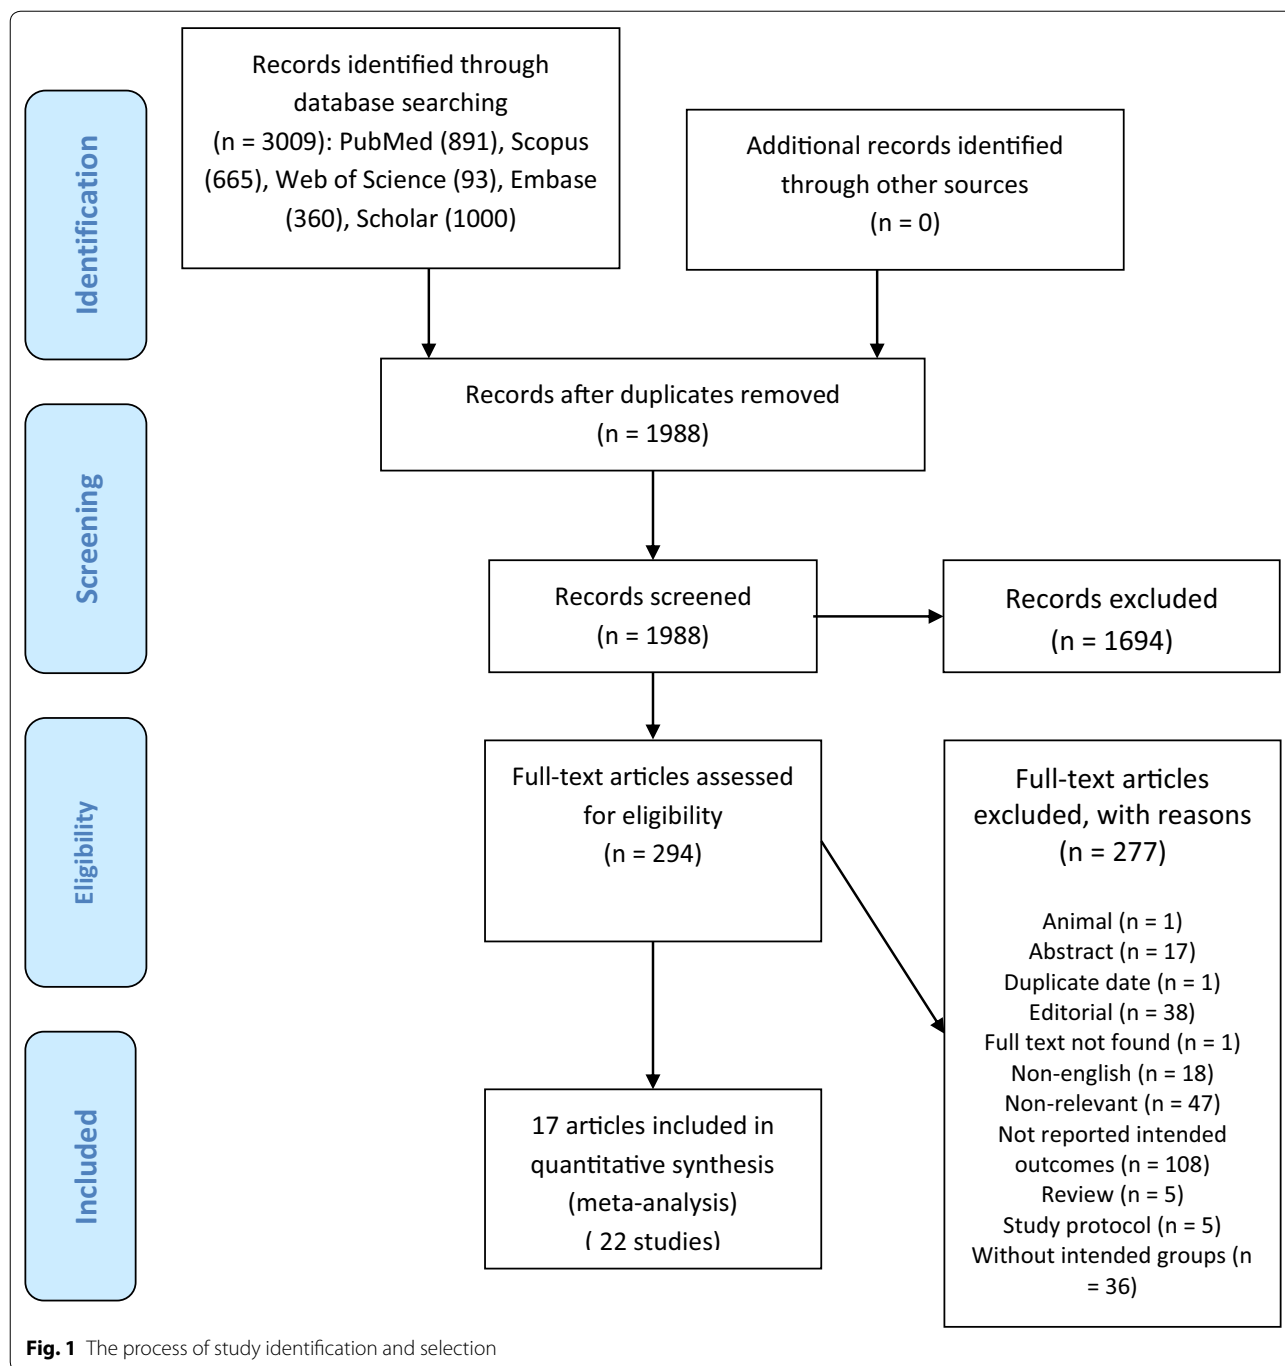 Identification
Records identified through
database searching
(n = 3009): PubMed (891), Scopus
(665), Web of Science (93), Embase
(360), Scholar (1000)
Additional records identified
through other sources
(n = 0)
Records after duplicates removed
(n = 1988)
Screening
Records screened
(n = 1988)
Records excluded
(n = 1694)
Eligibility
Full-text articles assessed
for eligibility
(n = 294)
Full-text articles
excluded, with reasons
(n = 277)
Animal (n = 1)
Abstract (n = 17)
Duplicate date (n = 1)
Editorial (n = 38)
Full text not found (n = 1)
Non-english (n = 18)
Non-relevant (n = 47)
Not reported intended
outcomes (n = 108)
Review (n = 5)
Study protocol (n = 5)
Without intended groups (n
= 36)
Included
17 articles included in
quantitative synthesis
(meta-analysis)
( 22 studies)
Fig. 1 The process of study identification and selection